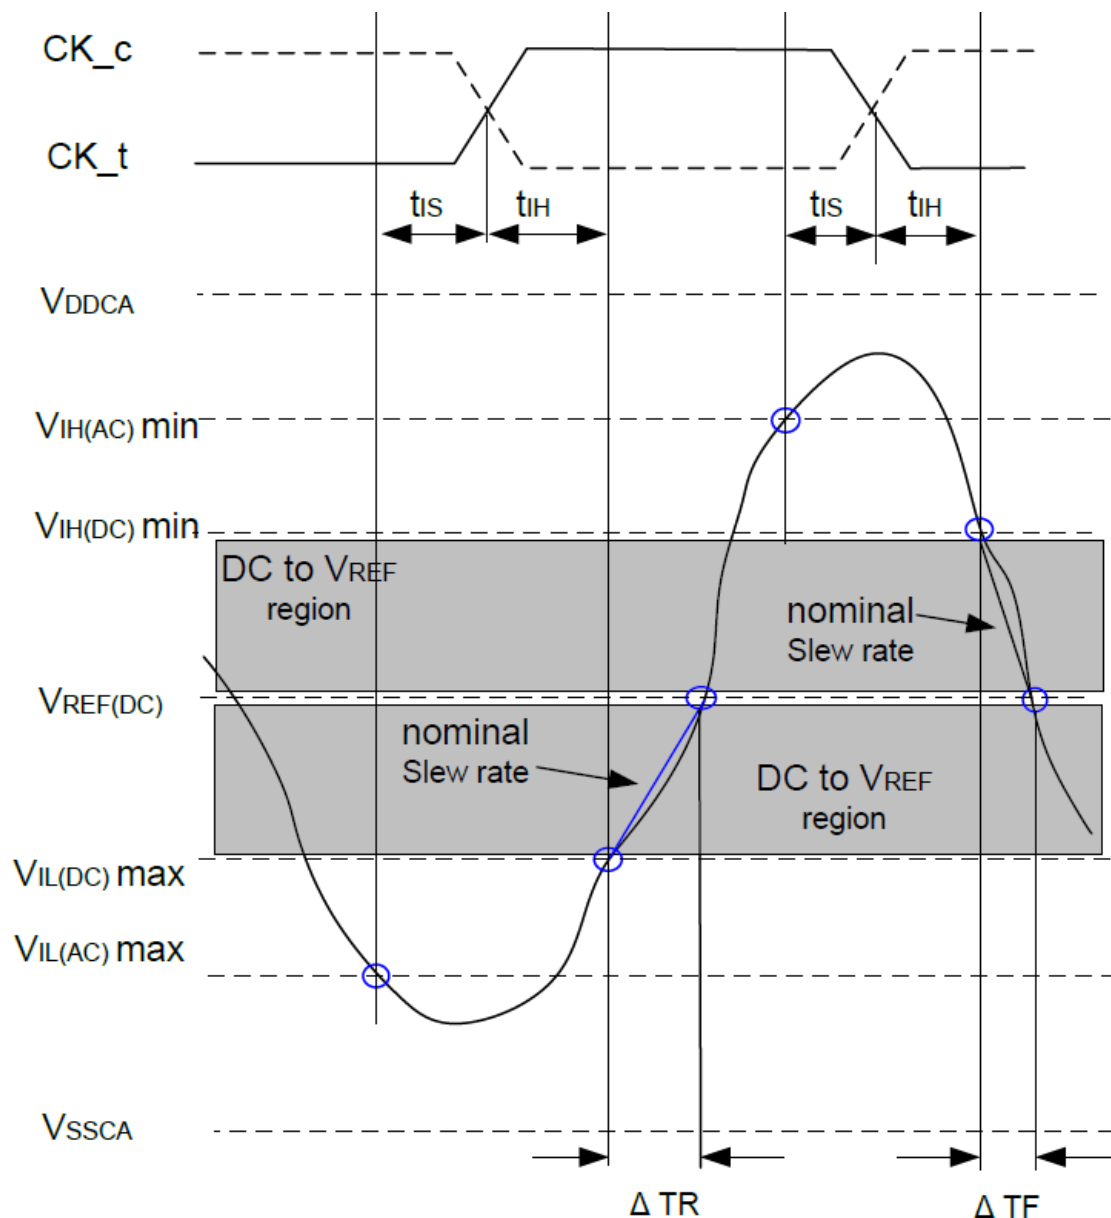 CK_c
CK_t
tIS tIH tIS tIH
VDDCA
VIH(AC) min
VIH(DC) min
DC to VREF
region
nominal
Slew rate
VREF(DC)
nominal
Slew rate
DC to VREF
region
VIL(DC) max
VIL(AC) max
VSSCA
Δ TR
Δ TF